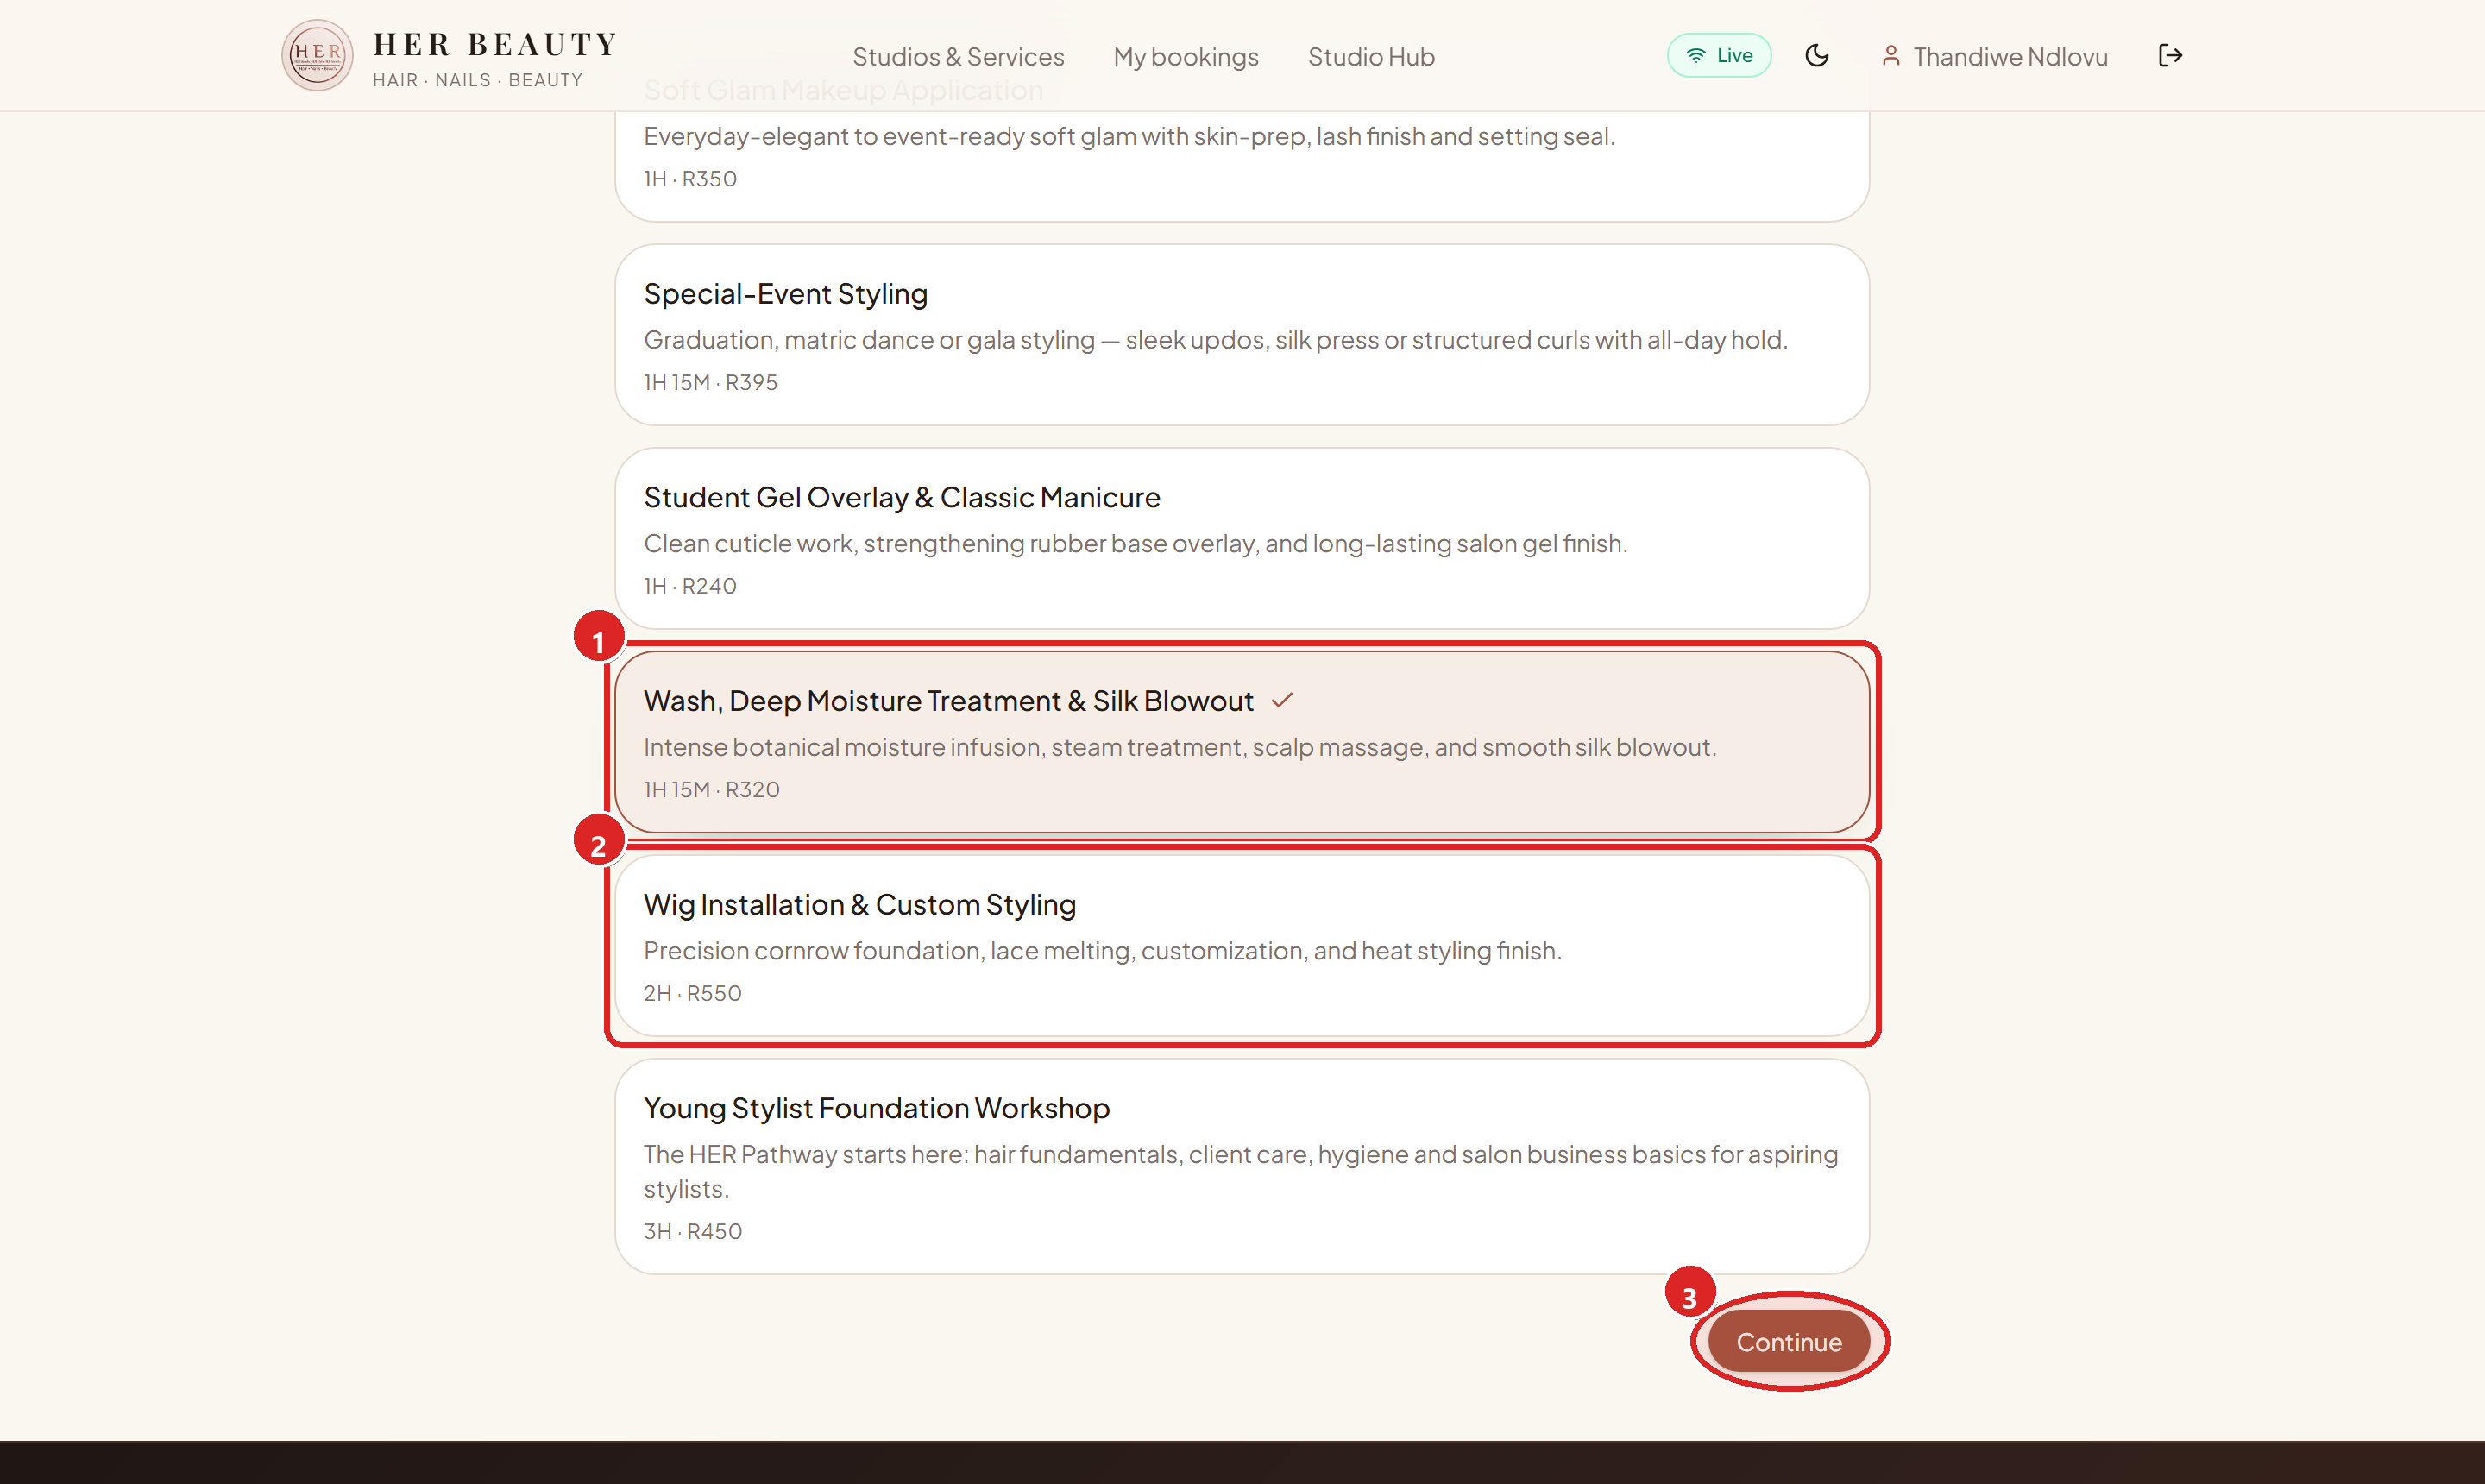 HER
HER BEAUTY
HAIR · NAILS · BEAUTY
Studios & Services
My bookings
Studio Hub
Live
Thandiwe Ndlovu
Soft Glam Makeup Application
Everyday-elegant to event-ready soft glam with skin-prep, lash finish and setting seal.
1H · R350
Special-Event Styling
Graduation, matric dance or gala styling — sleek updos, silk press or structured curls with all-day hold.
1H 15M · R395
Student Gel Overlay & Classic Manicure
Clean cuticle work, strengthening rubber base overlay, and long-lasting salon gel finish.
1H · R240
1
Wash, Deep Moisture Treatment & Silk Blowout
Intense botanical moisture infusion, steam treatment, scalp massage, and smooth silk blowout.
1H 15M · R320
2
Wig Installation & Custom Styling
Precision cornrow foundation, lace melting, customization, and heat styling finish.
2H · R550
Young Stylist Foundation Workshop
The HER Pathway starts here: hair fundamentals, client care, hygiene and salon business basics for aspiring
stylists.
3H · R450
3
Continue